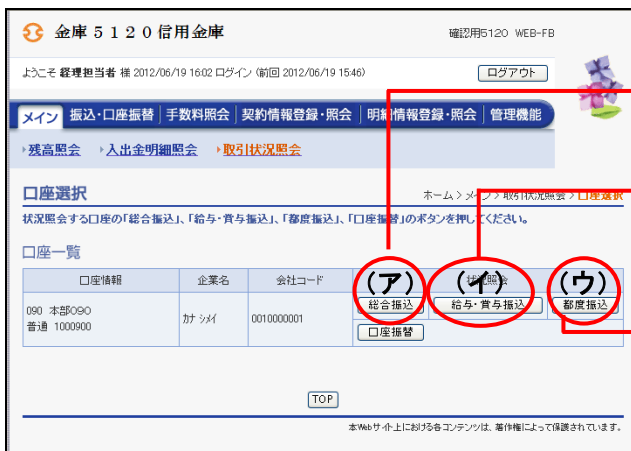 金庫５１２０信用金庫
確認用5120 WEB-FB
ようこそ 経理担当者 様 2012/06/19 16:02 ログイン (前回 2012/06/19 15:46)
ログアウト
メイン 振込・口座振替 手数料照会 契約情報登録・照会 明細情報登録・照会 管理機能
残高照会 入出金明細照会 取引状況照会
口座選択
ホーム > メイン > 取引状況照会 > 口座選択
状況照会する口座の「総合振込」、「給与・賞与振込」、「都度振込」、「口座振替」のボタンを押してください。
口座一覧
口座情報 企業名 会社コード 状況照会
（ア） （イ） （ウ）
090 本部090
普通 1000900
カナ シメイ
0010000001
総合振込 給与・賞与振込 都度振込
口座振替
TOP
本Webサイト上における各コンテンツは、著作権によって保護されています。